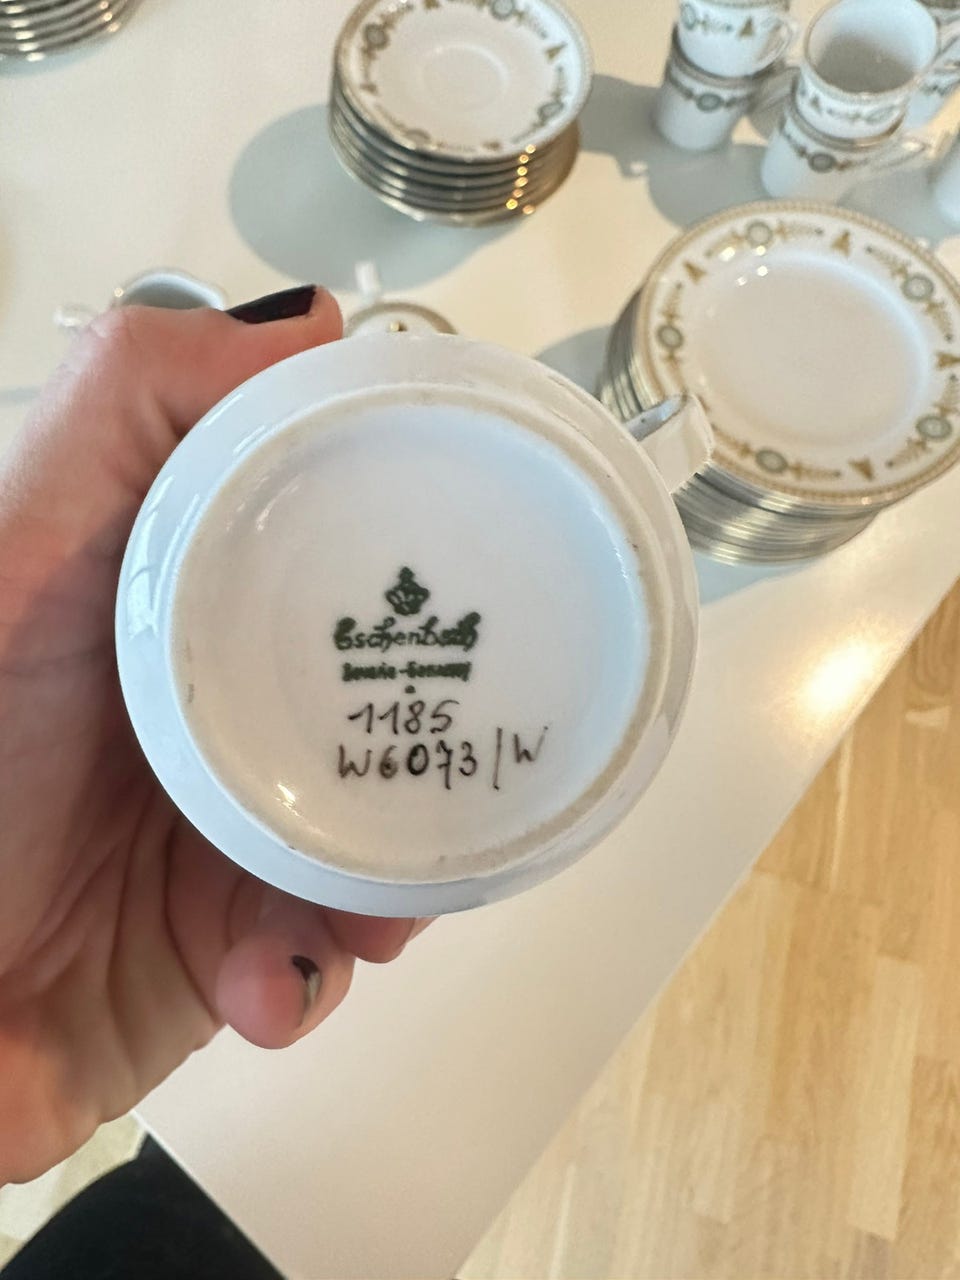 Eschenbach
Bavaria-Germany
1185
W6073/W